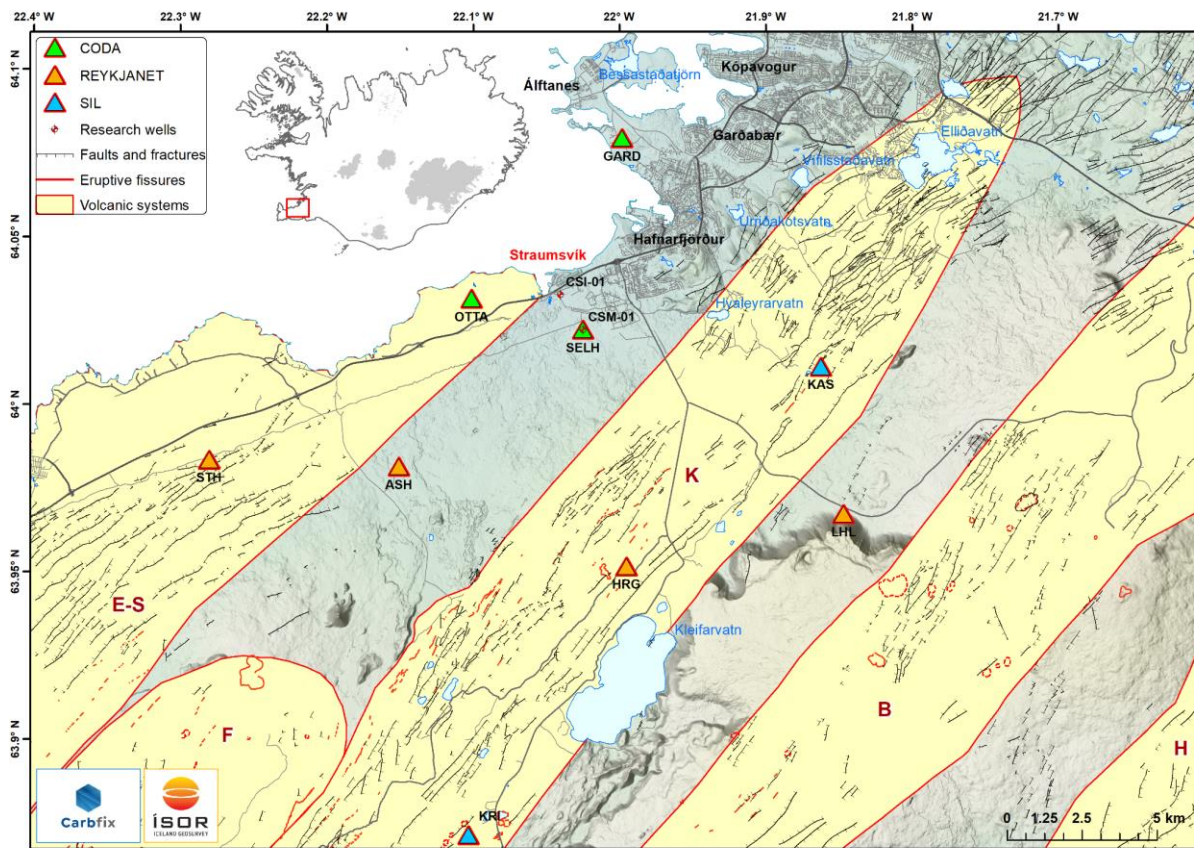 22.4° W
22.3° W
22.2° W
22.1° W
22° W
21.9° W
21.8° W
21.7° W
64.1° N
64.05° N
64° N
63.95° N
63.9° N
CODA
REYKJANET
SIL
Research wells
Faults and fractures
Eruptive fissures
Volcanic systems
Kópavogur
Bessastaðatjörn
Álftanes
Garðabær
GARD
Elliðavatn
Vífilsstaðavatn
Urriðakotsvatn
Hafnarfjörður
Straumsvík
CSI-01
Hvaleyrarvatn
OTTA
CSM-01
SELH
KAS
STH
ASH
K
LHL
HRG
E-S
Kleifarvatn
F
B
H
KRI
Carbfix
ÍSOR
ICELAND GEOSURVEY
0 1.25 2.5 5 km